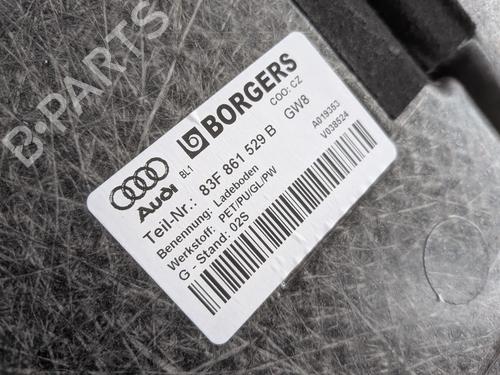 B-PARTS
BORGERS
COO: CZ
Audi
BL1
Teil-Nr.: 83F 861 529 B GW8
Benennung: Ladeboden
Werkstoff: PET/PU/GL/PW
G - Stand: 02S
A019353
V038524